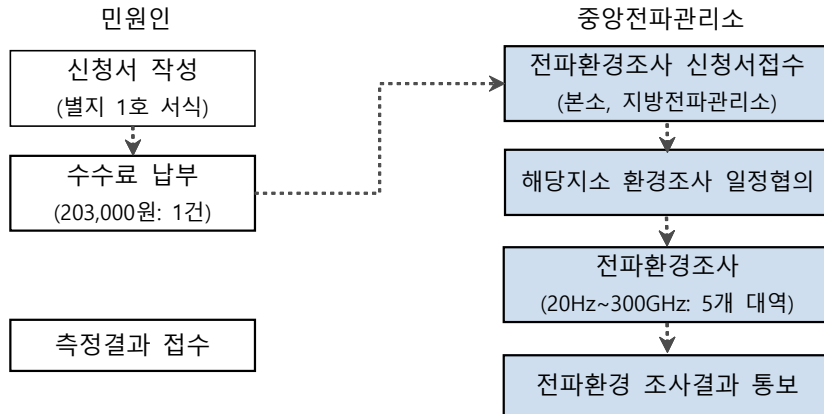 민원인
신청서 작성
(별지 1호 서식)
수수료 납부
(203,000원: 1건)
측정결과 접수
중앙전파관리소
전파환경조사 신청서접수
(본소, 지방전파관리소)
해당지소 환경조사 일정협의
전파환경조사
(20Hz~300GHz: 5개 대역)
전파환경 조사결과 통보